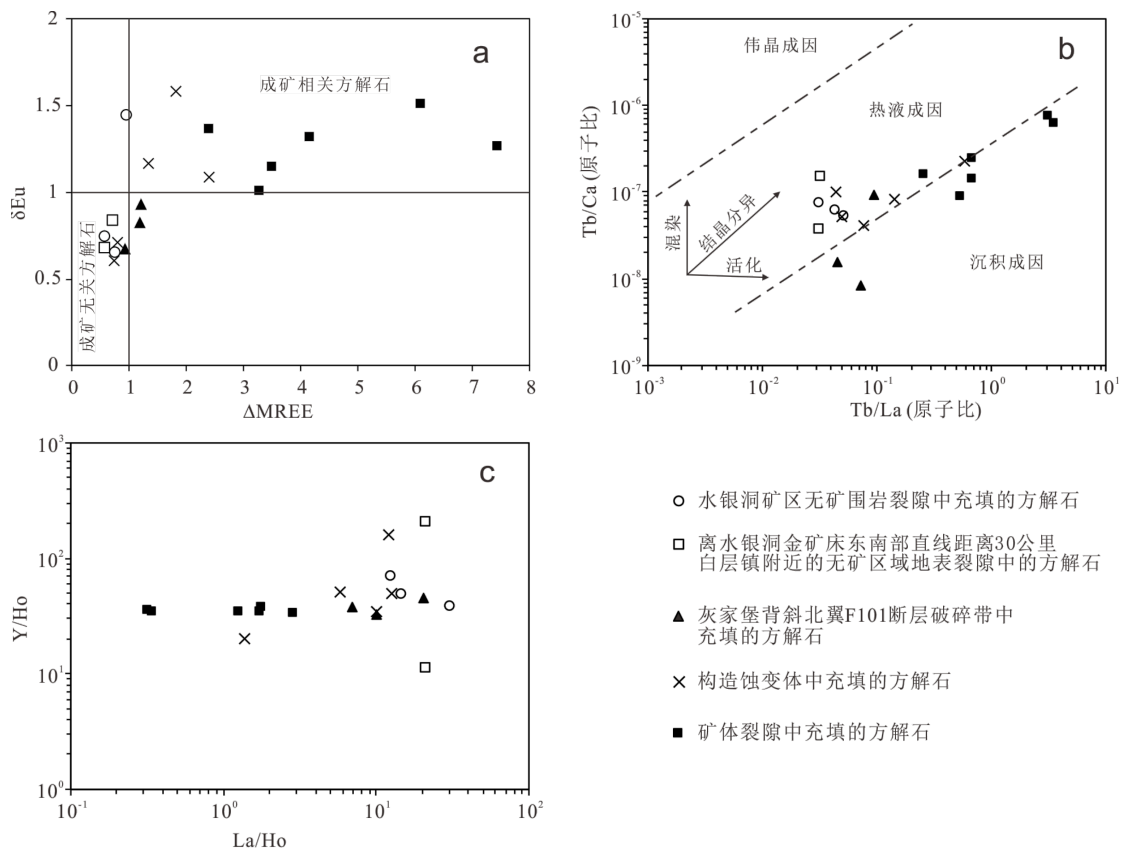 a
2
1.5
1
0.5
0
δEu
成矿相关方解石
成矿无关方解石
0 1 2 3 4 5 6 7 8
ΔMREE
b
10⁻⁵
10⁻⁶
10⁻⁷
10⁻⁸
10⁻⁹
Tb/Ca (原子比)
伟晶成因
热液成因
沉积成因
混染
结晶分异
活化
10⁻³ 10⁻² 10⁻¹ 10⁰ 10¹
Tb/La (原子比)
c
10³
10²
10¹
10⁰
Y/Ho
10⁻¹ 10⁰ 10¹ 10²
La/Ho
水银洞矿区无矿围岩裂隙中充填的方解石
离水银洞金矿床东南部直线距离30公里
白层镇附近的无矿区域地表裂隙中的方解石
灰家堡背斜北翼F101断层破碎带中
充填的方解石
构造蚀变体中充填的方解石
矿体裂隙中充填的方解石